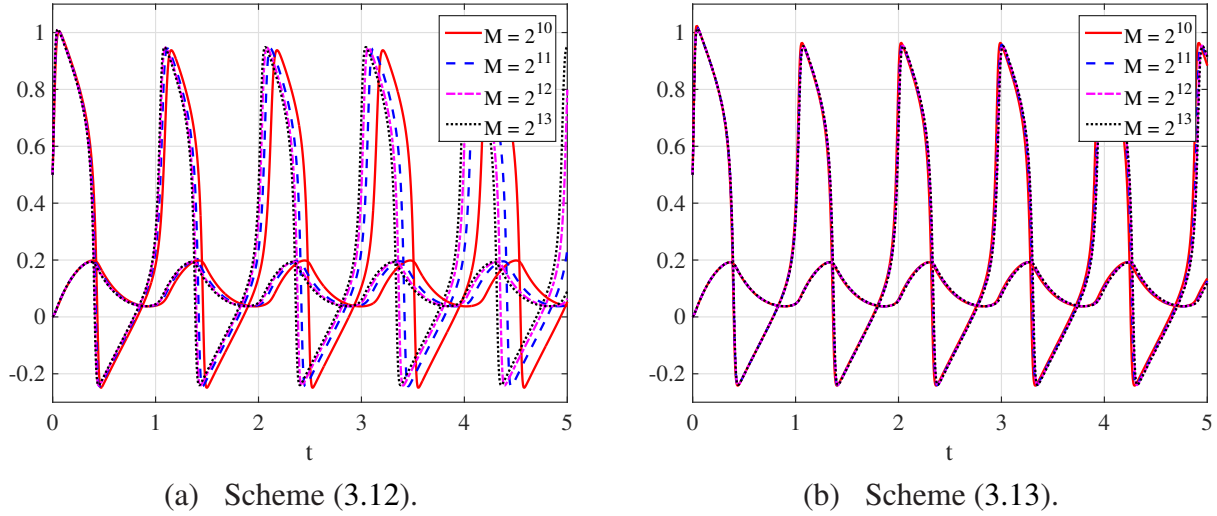 1
0.8
0.6
0.4
0.2
0
-0.2
0 1 2 3 4 5
t
M = 2^10
M = 2^11
M = 2^12
M = 2^13
(a) Scheme (3.12).
1
0.8
0.6
0.4
0.2
0
-0.2
0 1 2 3 4 5
t
M = 2^10
M = 2^11
M = 2^12
M = 2^13
(b) Scheme (3.13).